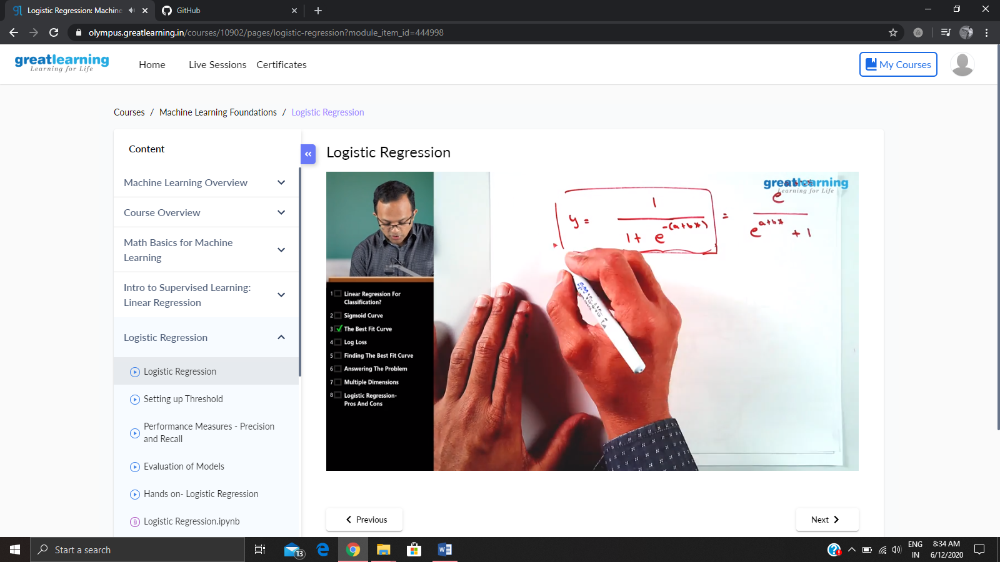 Logistic Regression: Machine
GitHub
olympus.greatlearning.in/courses/10902/pages/logistic-regression?module_item_id=444998
greatlearning
Learning for Life
Home
Live Sessions
Certificates
My Courses
Courses / Machine Learning Foundations / Logistic Regression
Content
Machine Learning Overview
Course Overview
Math Basics for Machine
Learning
Intro to Supervised Learning:
Linear Regression
Logistic Regression
Logistic Regression
Setting up Threshold
Performance Measures - Precision
and Recall
Evaluation of Models
Hands on- Logistic Regression
Logistic Regression.ipynb
«
Logistic Regression
greatlearning
Learning for Life
y = 1 / (1 + e^-(a+bx)) = e^a+bx / (e^a+bx + 1)
1 Linear Regression For
Classification?
2 Sigmoid Curve
3 The Best Fit Curve
4 Log Loss
5 Finding The Best Fit Curve
6 Answering The Problem
7 Multiple Dimensions
8 Logistic Regression-
Pros And Cons
Previous
Next
Start a search
13
ENG
IN
8:34 AM
6/12/2020